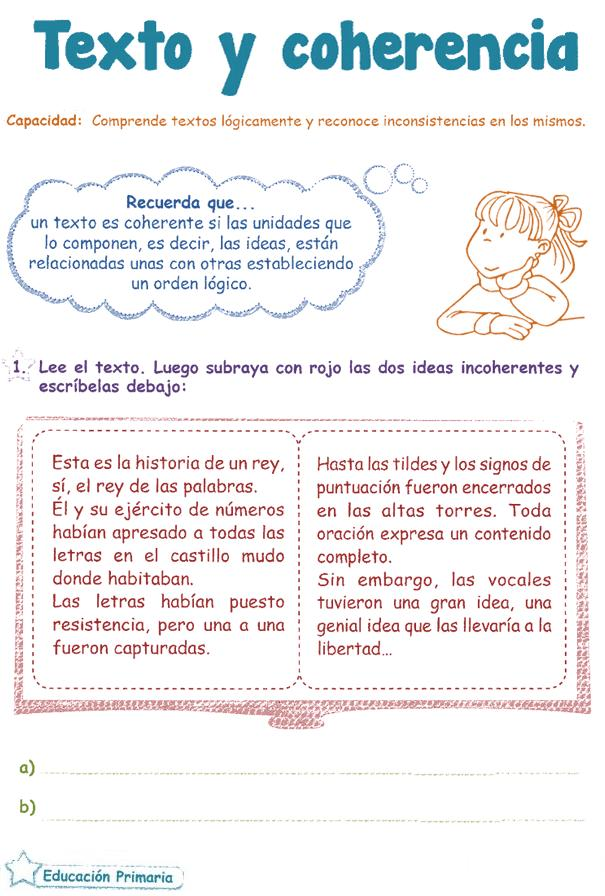 Texto y coherencia
Capacidad: Comprende textos lógicamente y reconoce inconsistencias en los mismos.
Recuerda que...
un texto es coherente si las unidades que
lo componen, es decir, las ideas, están
relacionadas unas con otras estableciendo
un orden lógico.
1. Lee el texto. Luego subraya con rojo las dos ideas incoherentes y
escríbelas debajo:
Esta es la historia de un rey,
sí, el rey de las palabras.
Él y su ejército de números
habían apresado a todas las
letras en el castillo mudo
donde habitaban.
Las letras habían puesto
resistencia, pero una a una
fueron capturadas.
Hasta las tildes y los signos de
puntuación fueron encerrados
en las altas torres. Toda
oración expresa un contenido
completo.
Sin embargo, las vocales
tuvieron una gran idea, una
genial idea que las llevaría a la
libertad...
a)
b)
Educación Primaria